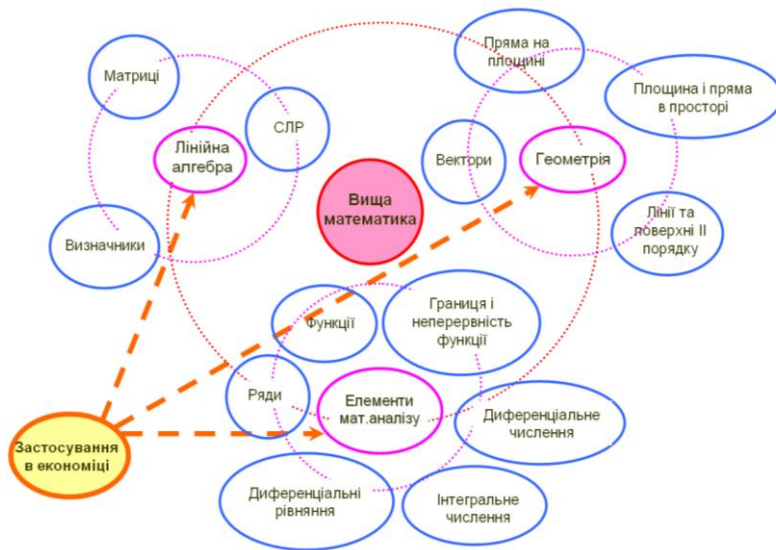 Матриці
СЛР
Лінійна
алгебра
Визначники
Вища
математика
Пряма на
площині
Площина і пряма
в просторі
Вектори
Геометрія
Лінії та
поверхні ІІ
порядку
Функції
Границя і
неперервність
функції
Ряди
Елементи
мат.аналізу
Диференціальне
числення
Застосування
в економіці
Диференціальні
рівняння
Інтегральне
числення